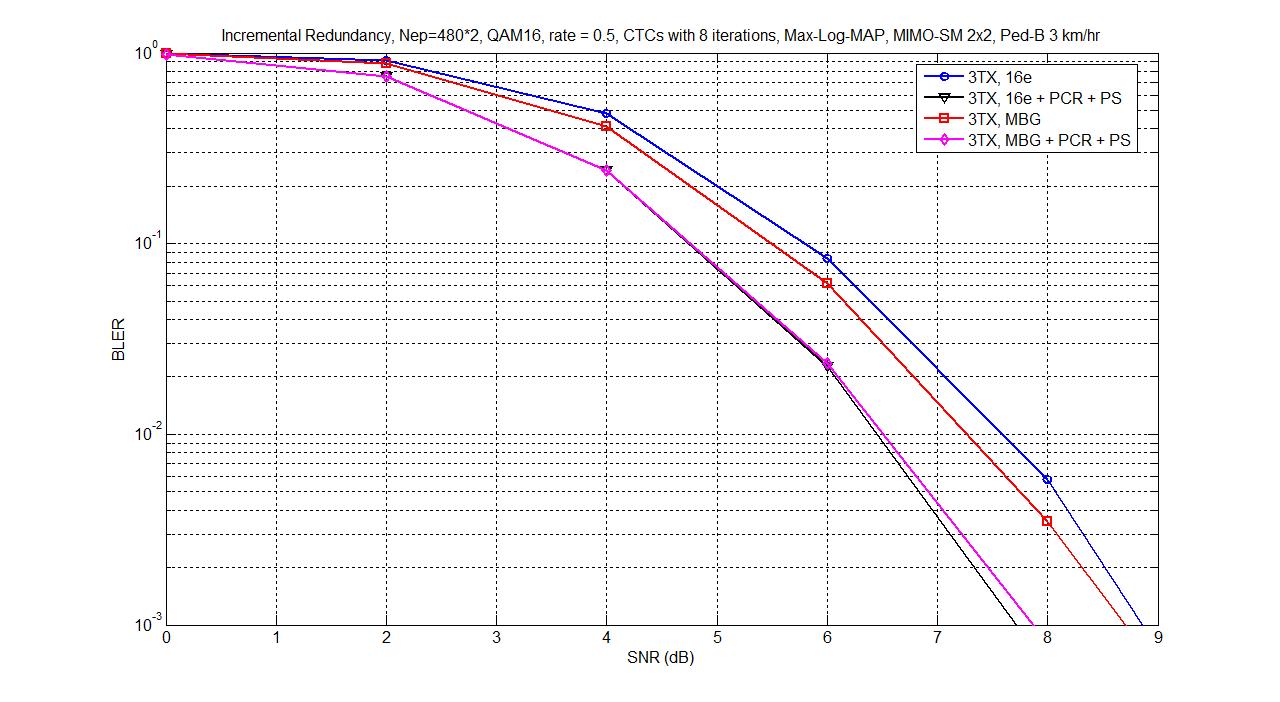 Incremental Redundancy, Nep=480*2, QAM16, rate = 0.5, CTCs with 8 iterations, Max-Log-MAP, MIMO-SM 2x2, Ped-B 3 km/hr
10^0
3TX, 16e
3TX, 16e + PCR + PS
3TX, MBG
3TX, MBG + PCR + PS
10^-1
BLER
10^-2
10^-3
0 1 2 3 4 5 6 7 8 9
SNR (dB)